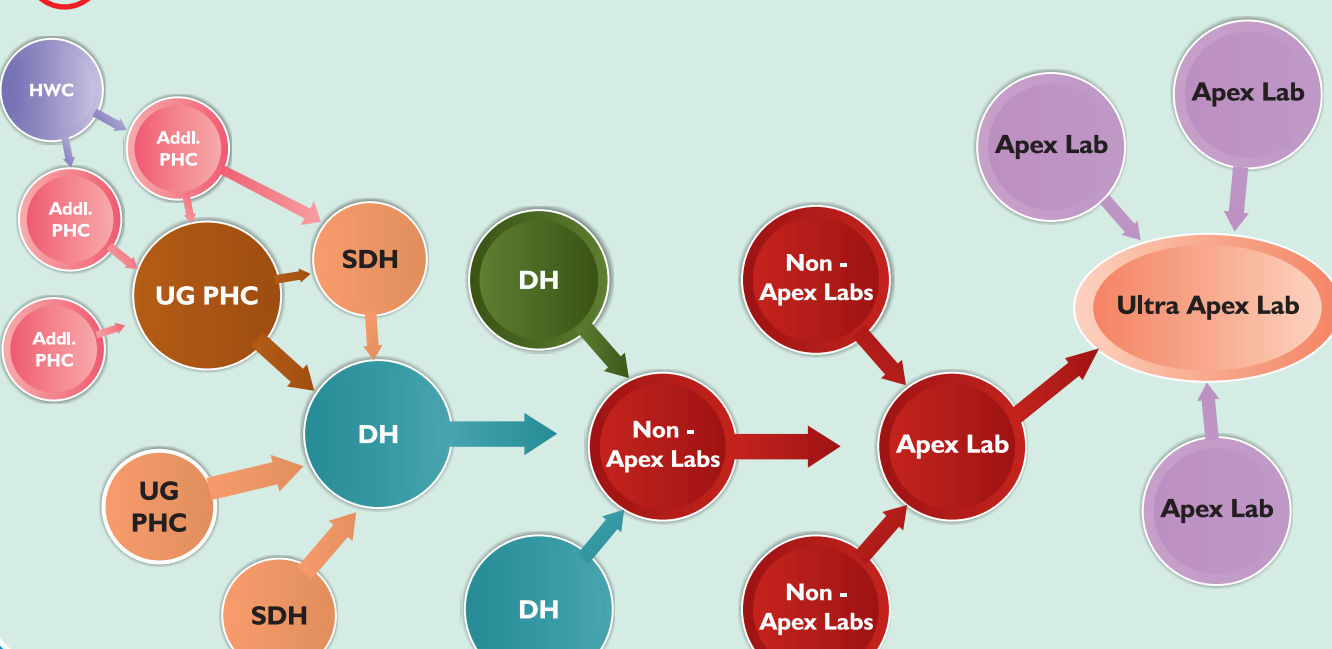 HWC
Addl.
PHC
Addl.
PHC
Addl.
PHC
UG PHC
SDH
DH
UG
PHC
SDH
DH
DH
Non -
Apex Labs
Non -
Apex Labs
Non -
Apex Labs
Apex Lab
Apex Lab
Apex Lab
Ultra Apex Lab
Apex Lab